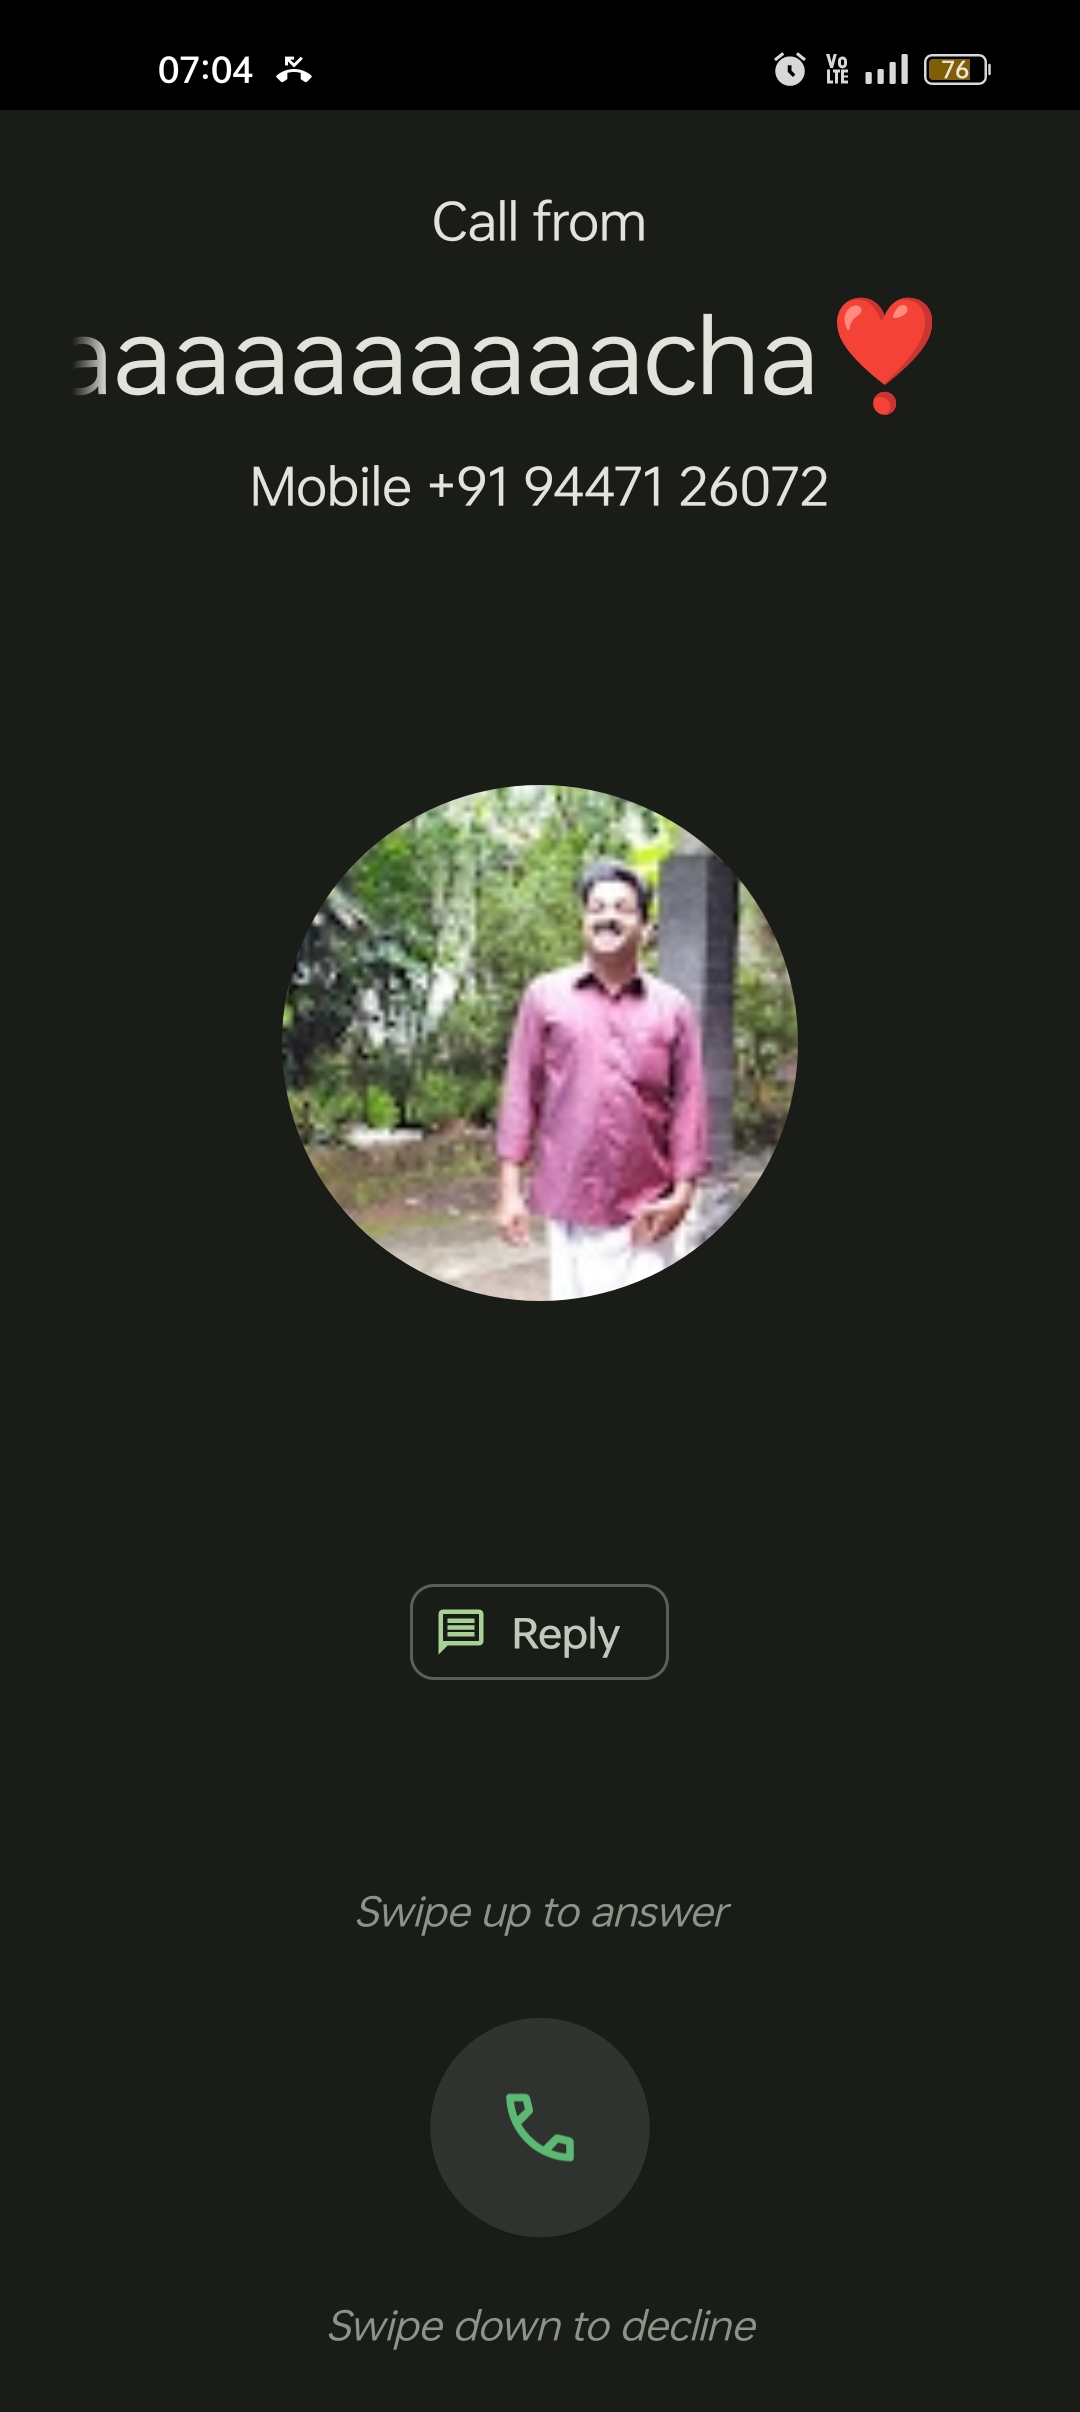 07:04 Vo LTE 76
Call from
aaaaaaaaaacha❣️
Mobile +91 94471 26072
Reply
Swipe up to answer
Swipe down to decline